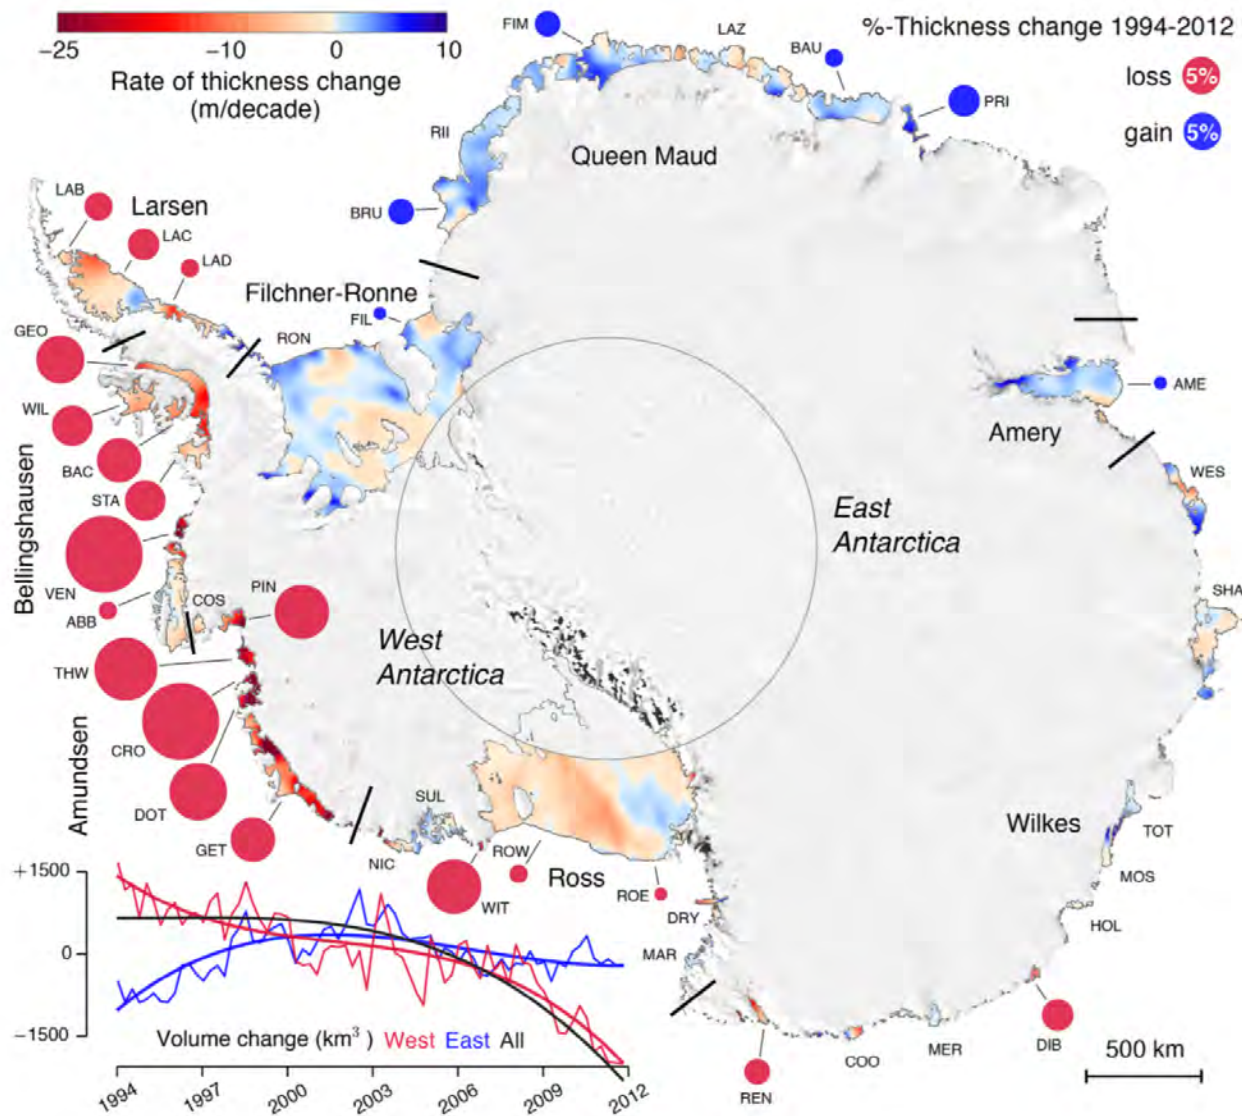 −25
−10
0
10
Rate of thickness change
(m/decade)
%-Thickness change 1994-2012
loss 5%
gain 5%
FIM
LAZ
BAU
PRI
RII
Queen Maud
BRU
LAB
Larsen
LAC
LAD
Filchner-Ronne
FIL
RON
GEO
WIL
BAC
STA
VEN
ABB
Bellingshausen
AME
Amery
WES
East
Antarctica
SHA
COS
PIN
West
Antarctica
THW
CRO
DOT
GET
Amundsen
SUL
NIC
ROW
Ross
WIT
ROE
DRY
MAR
Wilkes
TOT
MOS
HOL
DIB
MER
COO
REN
500 km
+1500
0
−1500
Volume change (km³) West East All
1994
1997
2000
2003
2006
2009
2012